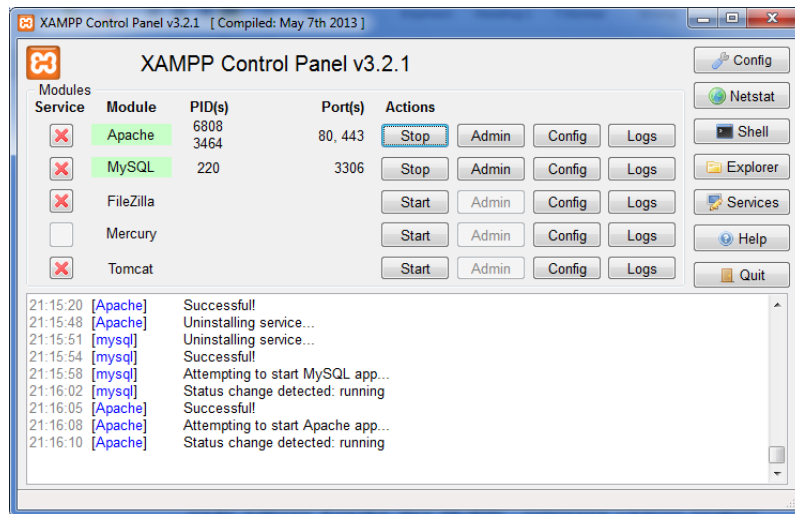 XAMPP Control Panel v3.2.1 [ Compiled: May 7th 2013 ]
XAMPP Control Panel v3.2.1
Config
Modules
Service Module PID(s) Port(s) Actions
Netstat
Apache 6808 3464 80, 443 Stop Admin Config Logs
Shell
MySQL 220 3306 Stop Admin Config Logs
Explorer
FileZilla Start Admin Config Logs
Services
Mercury Start Admin Config Logs
Help
Tomcat Start Admin Config Logs
Quit
21:15:20 [Apache] Successful!
21:15:48 [Apache] Uninstalling service...
21:15:51 [mysql] Uninstalling service...
21:15:54 [mysql] Successful!
21:15:58 [mysql] Attempting to start MySQL app...
21:16:02 [mysql] Status change detected: running
21:16:05 [Apache] Successful!
21:16:08 [Apache] Attempting to start Apache app...
21:16:10 [Apache] Status change detected: running